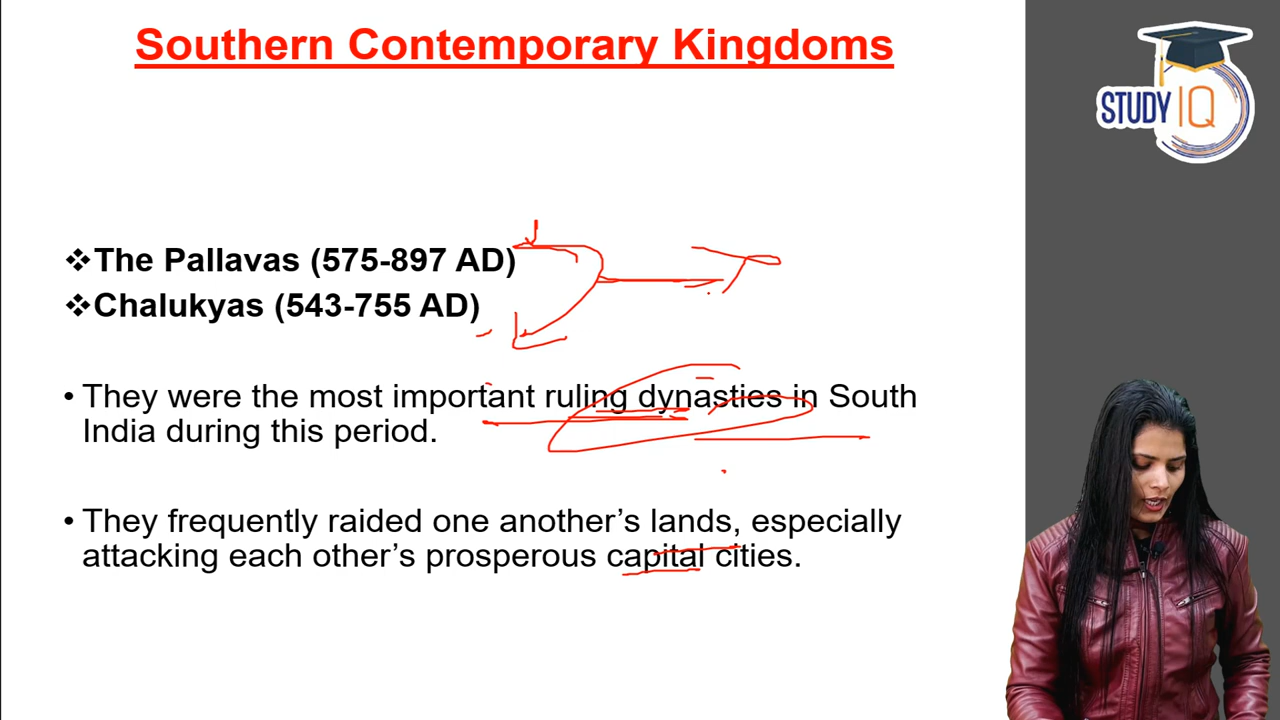 Southern Contemporary Kingdoms
STUDY IQ
❖The Pallavas (575-897 AD)
❖Chalukyas (543-755 AD)
• They were the most important ruling dynasties in South
India during this period.
• They frequently raided one another’s lands, especially
attacking each other’s prosperous capital cities.